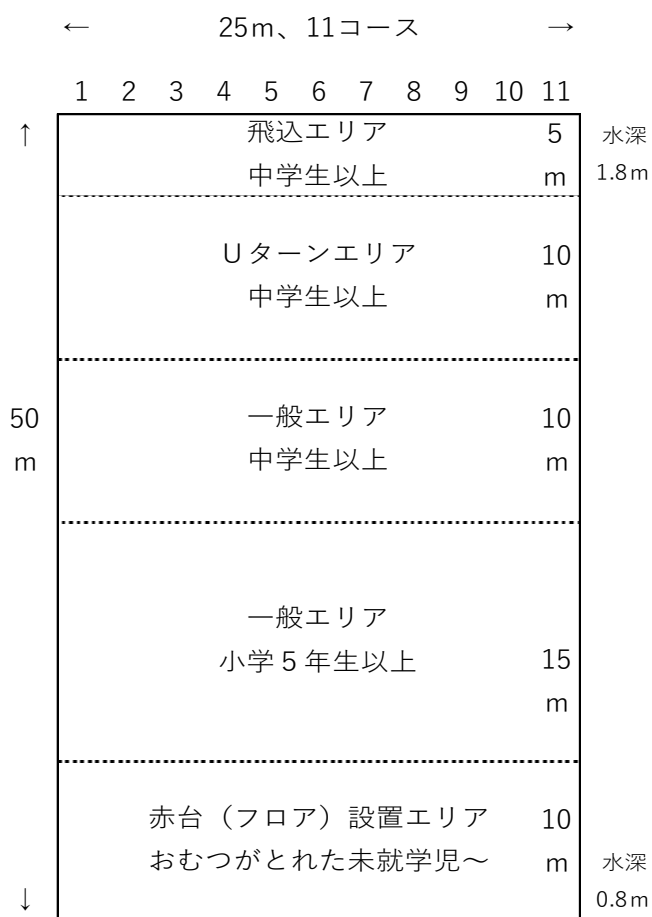 ← 25m、11コース →
1 2 3 4 5 6 7 8 9 10 11
↑ 飛込エリア 5 水深
中学生以上 m 1.8m
Uターンエリア 10
中学生以上 m
50 一般エリア 10
m 中学生以上 m
一般エリア
小学5年生以上 15
m
赤台（フロア）設置エリア 10
おむつがとれた未就学児～ m 水深
↓ 0.8m